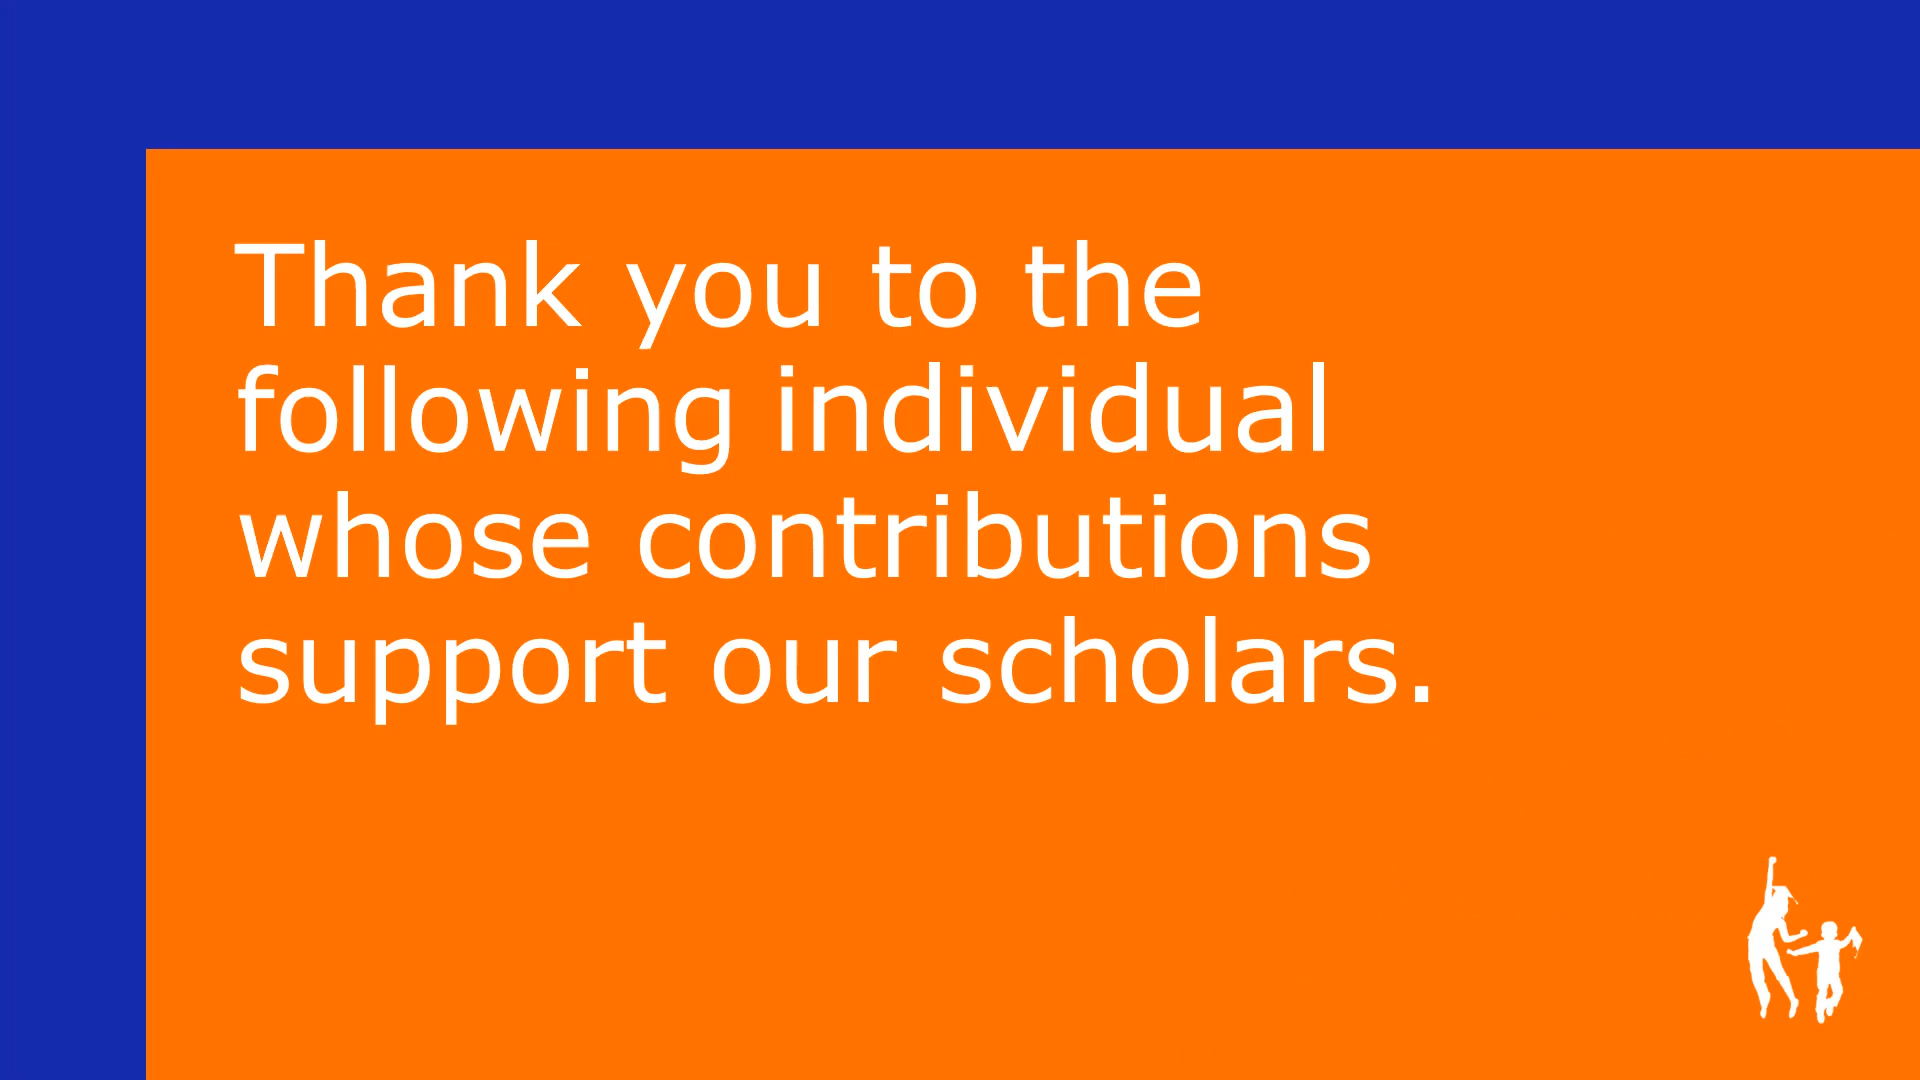 Thank you to the
following individual
whose contributions
support our scholars.